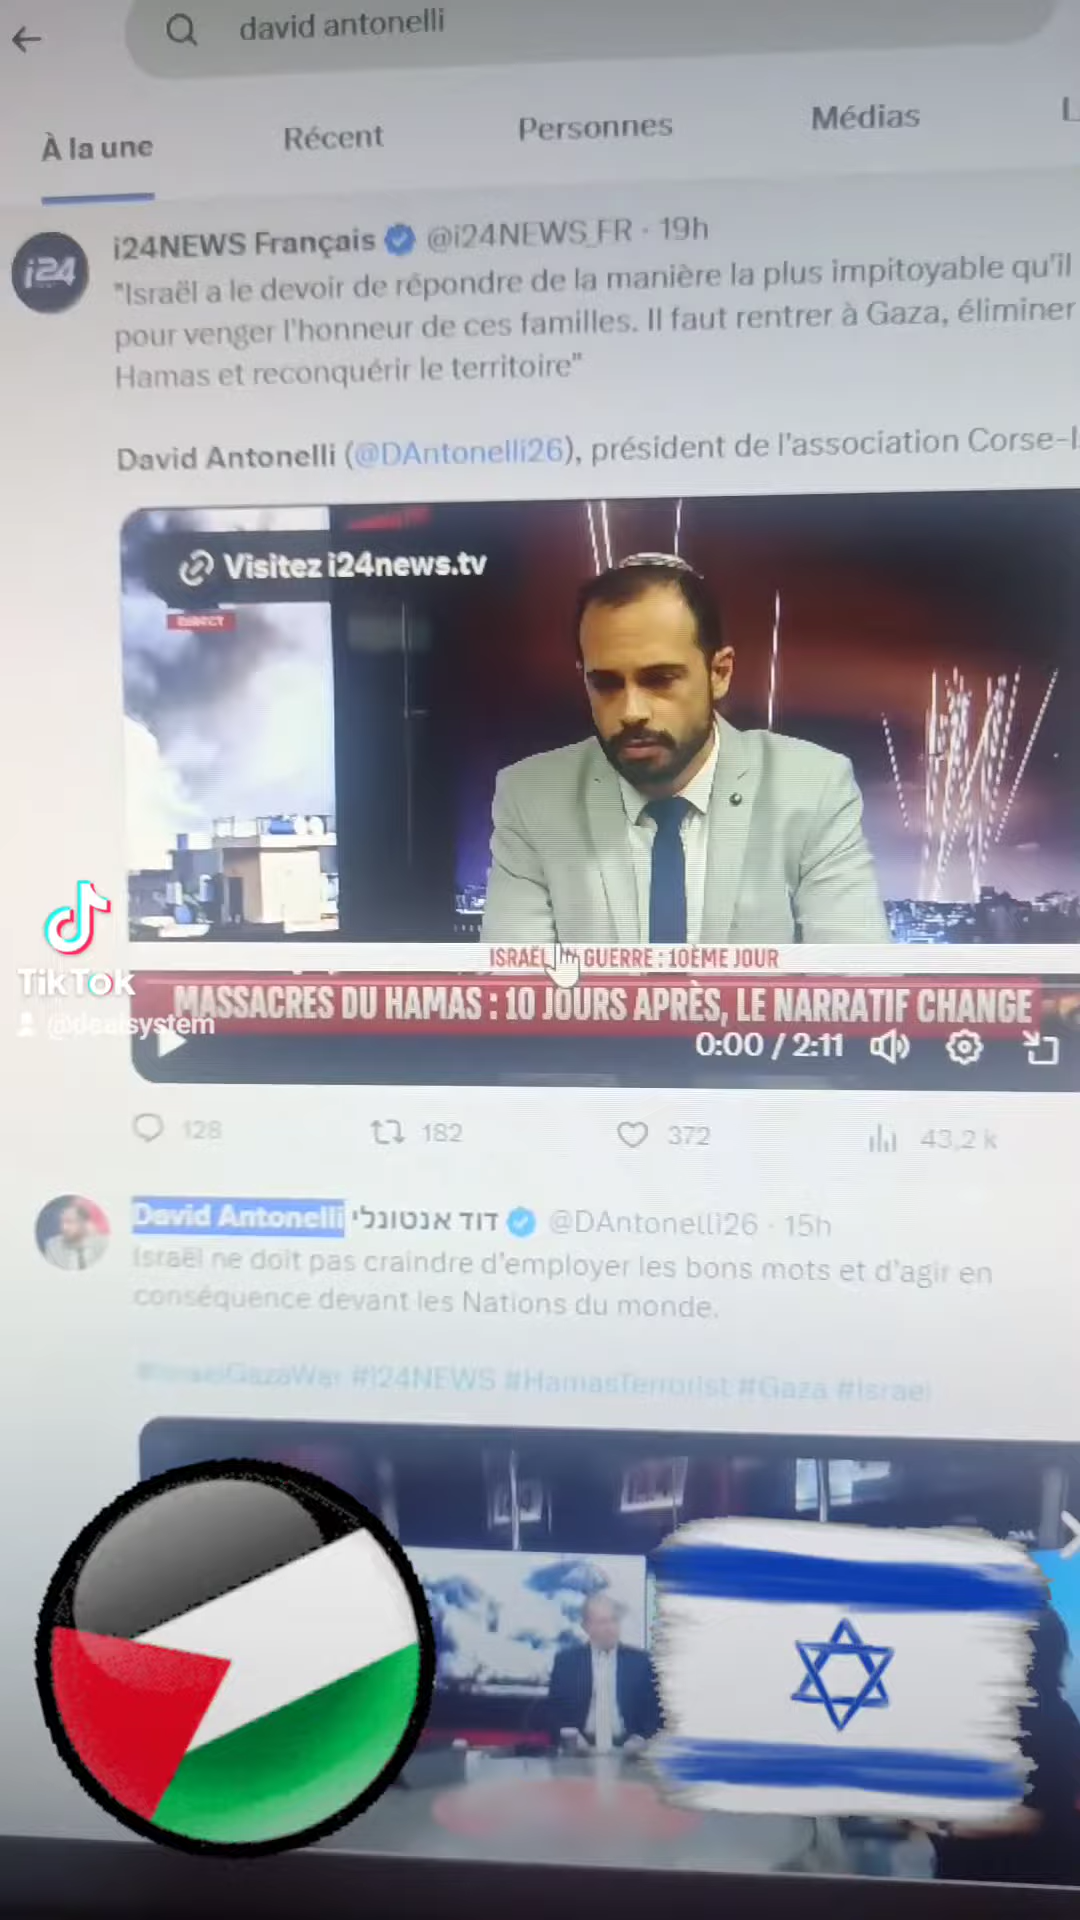 david antonelli
À la une Récent Personnes Médias
i24NEWS Français @i24NEWS_FR · 19h
i24
"Israël a le devoir de répondre de la manière la plus impitoyable qu'il
pour venger l'honneur de ces familles. Il faut rentrer à Gaza, éliminer
Hamas et reconquérir le territoire"
David Antonelli (@DAntonelli26), président de l'association Corse-I
Visitez i24news.tv
DIRECT
ISRAËL GUERRE : 10ÈME JOUR
TikTok
MASSACRES DU HAMAS : 10 JOURS APRÈS, LE NARRATIF CHANGE
@dealsystem
0:00 / 2:11
128 182 372 43,2 k
David Antonelli דוד אנטונלי @DAntonelli26 · 15h
Israël ne doit pas craindre d'employer les bons mots et d'agir en
conséquence devant les Nations du monde.
#IsraelGazaWar #I24NEWS #HamasTerrorist #Gaza #Israel